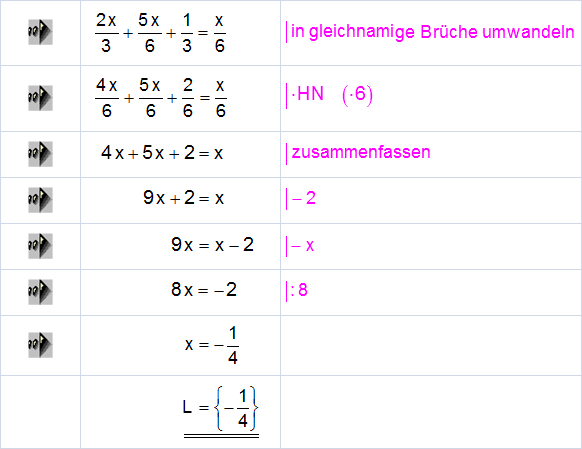 2x/3 + 5x/6 + 1/3 = x/6 |in gleichnamige Brüche umwandeln
4x/6 + 5x/6 + 2/6 = x/6 |·HN (·6)
4x + 5x + 2 = x |zusammenfassen
9x + 2 = x |− 2
9x = x − 2 |− x
8x = −2 |: 8
x = −1/4
L = {−1/4}